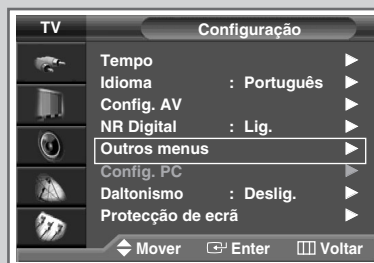 TV Configuração
Tempo
Idioma : Português
Config. AV
NR Digital : Lig.
Outros menus
Config. PC
Daltonismo : Deslig.
Protecção de ecrã
Mover Enter Voltar